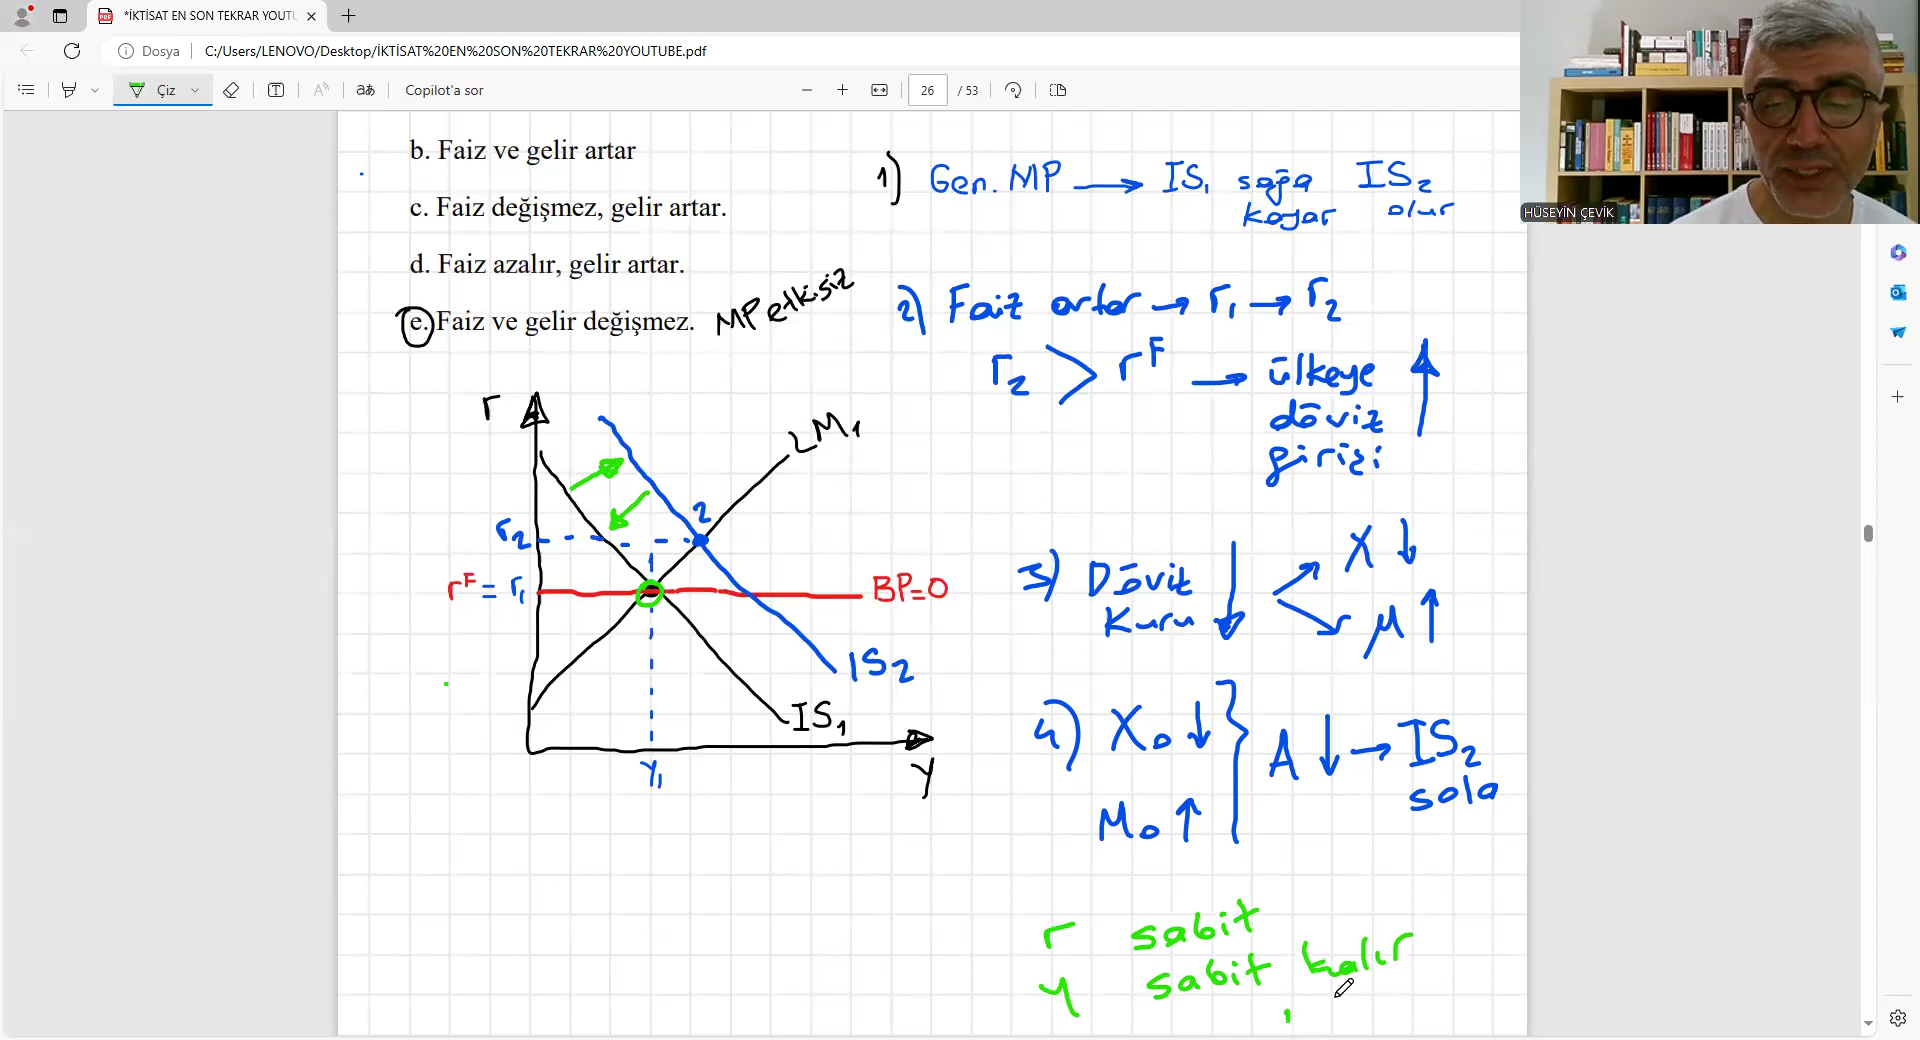 *İKTİSAT EN SON TEKRAR YOUTU
Dosya
C:/Users/LENOVO/Desktop/İKTİSAT%20EN%20SON%20TEKRAR%20YOUTUBE.pdf
Çiz
Copilot'a sor
26 / 53
HÜSEYİN ÇEVİK
b. Faiz ve gelir artar
c. Faiz değişmez, gelir artar.
d. Faiz azalır, gelir artar.
e. Faiz ve gelir değişmez. MP etkisiz
r
LM1
r2
2
rF = r1
BP=0
IS2
IS1
Y1
Y
1) Gen. MP → IS1 sağa kayar IS2 olur
2) Faiz artar → r1 → r2
r2 > rF → ülkeye döviz girişi ↑
3) Döviz Kuru ↓ X ↓
M ↑
4) X0 ↓ } A ↓ → IS2 sola
M0 ↑
r sabit
Y sabit kalır